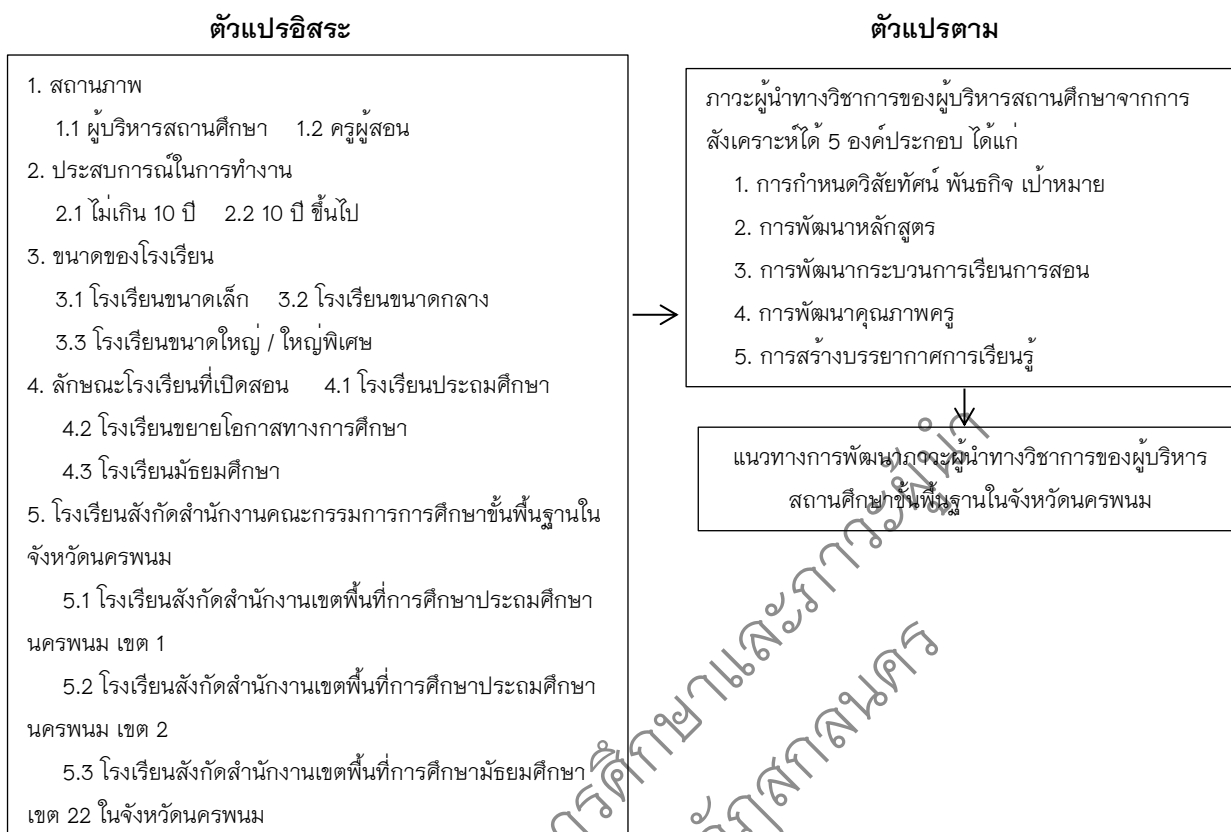 ตัวแปรอิสระ
1. สถานภาพ
1.1 ผู้บริหารสถานศึกษา 1.2 ครูผู้สอน
2. ประสบการณ์ในการทำงาน
2.1 ไม่เกิน 10 ปี 2.2 10 ปี ขึ้นไป
3. ขนาดของโรงเรียน
3.1 โรงเรียนขนาดเล็ก 3.2 โรงเรียนขนาดกลาง
3.3 โรงเรียนขนาดใหญ่ / ใหญ่พิเศษ
4. ลักษณะโรงเรียนที่เปิดสอน 4.1 โรงเรียนประถมศึกษา
4.2 โรงเรียนขยายโอกาสทางการศึกษา
4.3 โรงเรียนมัธยมศึกษา
5. โรงเรียนสังกัดสำนักงานคณะกรรมการการศึกษาขั้นพื้นฐานใน
จังหวัดนครพนม
5.1 โรงเรียนสังกัดสำนักงานเขตพื้นที่การศึกษาประถมศึกษา
นครพนม เขต 1
5.2 โรงเรียนสังกัดสำนักงานเขตพื้นที่การศึกษาประถมศึกษา
นครพนม เขต 2
5.3 โรงเรียนสังกัดสำนักงานเขตพื้นที่การศึกษามัธยมศึกษา
เขต 22 ในจังหวัดนครพนม
ตัวแปรตาม
ภาวะผู้นำทางวิชาการของผู้บริหารสถานศึกษาจากการ
สังเคราะห์ได้ 5 องค์ประกอบ ได้แก่
1. การกำหนดวิสัยทัศน์ พันธกิจ เป้าหมาย
2. การพัฒนาหลักสูตร
3. การพัฒนากระบวนการเรียนการสอน
4. การพัฒนาคุณภาพครู
5. การสร้างบรรยากาศการเรียนรู้
แนวทางการพัฒนาภาวะผู้นำทางวิชาการของผู้บริหาร
สถานศึกษาขั้นพื้นฐานในจังหวัดนครพนม
การศึกษาและภาวะผู้นำ
สกลนคร